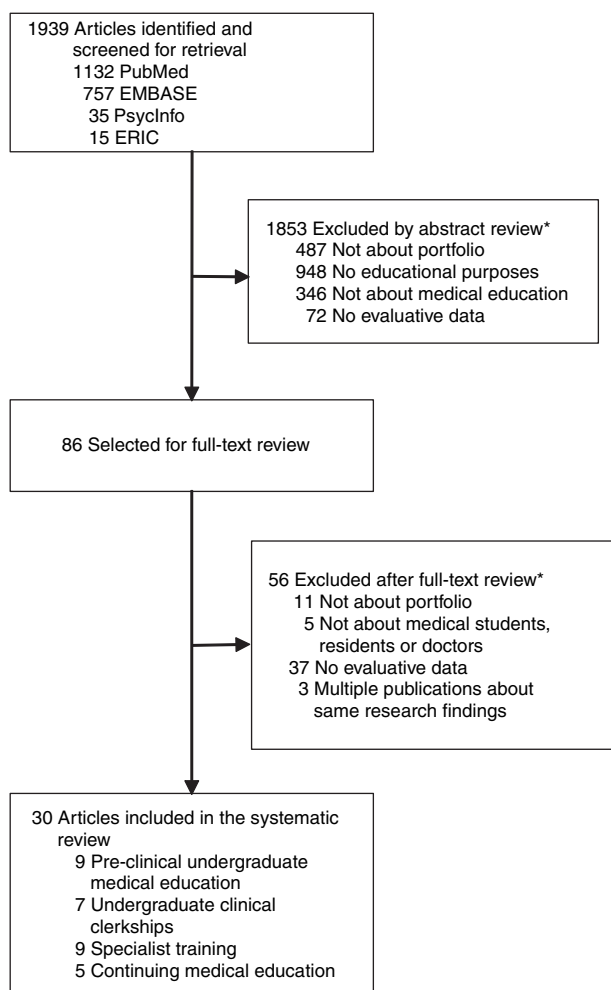 1939 Articles identified and
screened for retrieval
1132 PubMed
757 EMBASE
35 PsycInfo
15 ERIC
1853 Excluded by abstract review*
487 Not about portfolio
948 No educational purposes
346 Not about medical education
72 No evaluative data
86 Selected for full-text review
56 Excluded after full-text review*
11 Not about portfolio
5 Not about medical students,
residents or doctors
37 No evaluative data
3 Multiple publications about
same research findings
30 Articles included in the systematic
review
9 Pre-clinical undergraduate
medical education
7 Undergraduate clinical
clerkships
9 Specialist training
5 Continuing medical education